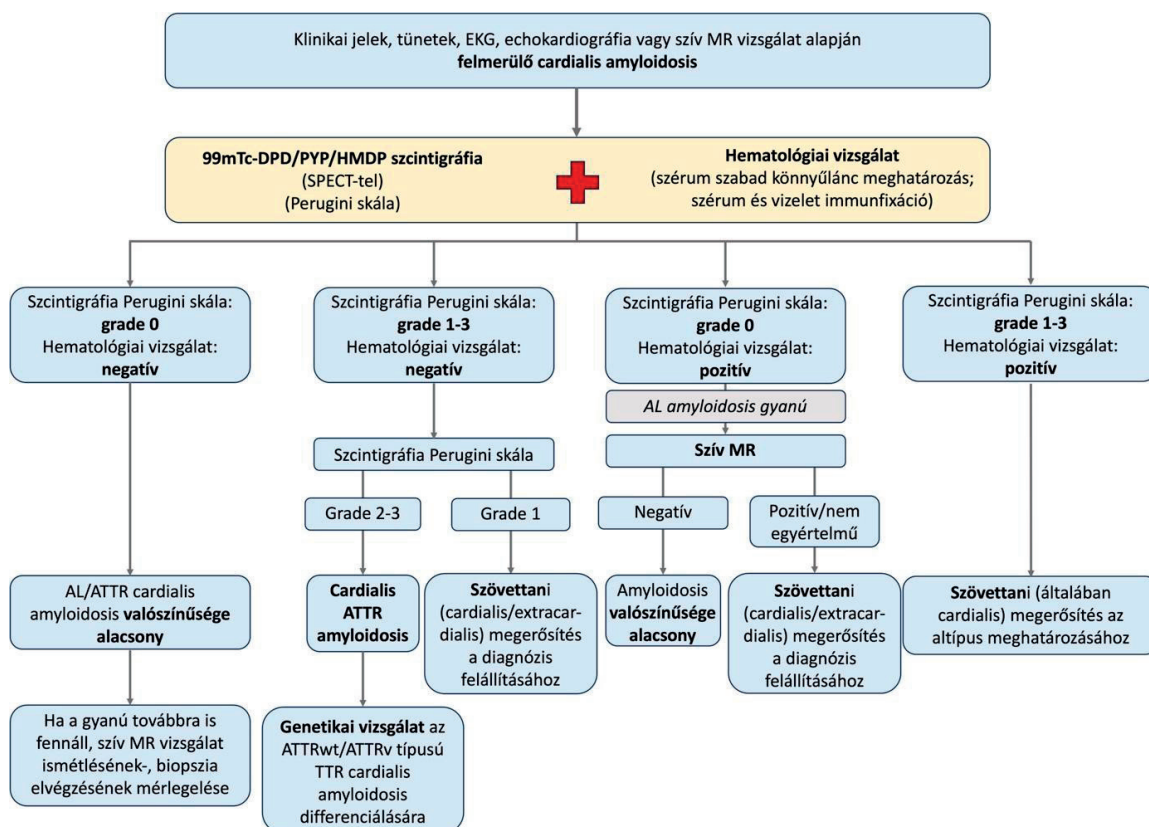 Klinikai jelek, tünetek, EKG, echokardiográfia vagy szív MR vizsgálat alapján
felmerülő cardialis amyloidosis
99mTc-DPD/PYP/HMDP szcintigráfia
(SPECT-tel)
(Perugini skála)
Hematológiai vizsgálat
(szérum szabad könnyűlánc meghatározás;
szérum és vizelet immunfixáció)
Szcintigráfia Perugini skála:
grade 0
Hematológiai vizsgálat:
negatív
Szcintigráfia Perugini skála:
grade 1-3
Hematológiai vizsgálat:
negatív
Szcintigráfia Perugini skála:
grade 0
Hematológiai vizsgálat:
pozitív
Szcintigráfia Perugini skála:
grade 1-3
Hematológiai vizsgálat:
pozitív
AL amyloidosis gyanú
Szcintigráfia Perugini skála
Szív MR
Grade 2-3
Grade 1
Negatív
Pozitív/nem
egyértelmű
AL/ATTR cardialis
amyloidosis valószínűsége
alacsony
Cardialis
ATTR
amyloidosis
Szövettani
(cardialis/extracar-
dialis) megerősítés
a diagnózis
felállításához
Amyloidosis
valószínűsége
alacsony
Szövettani
(cardialis/extracar-
dialis) megerősítés
a diagnózis
felállításához
Szövettani (általában
cardialis) megerősítés az
altípus meghatározásához
Ha a gyanú továbbra is
fennáll, szív MR vizsgálat
ismétlésének-, biopszia
elvégzésének mérlegelése
Genetikai vizsgálat az
ATTRwt/ATTRv típusú
TTR cardialis
amyloidosis
differenciálására